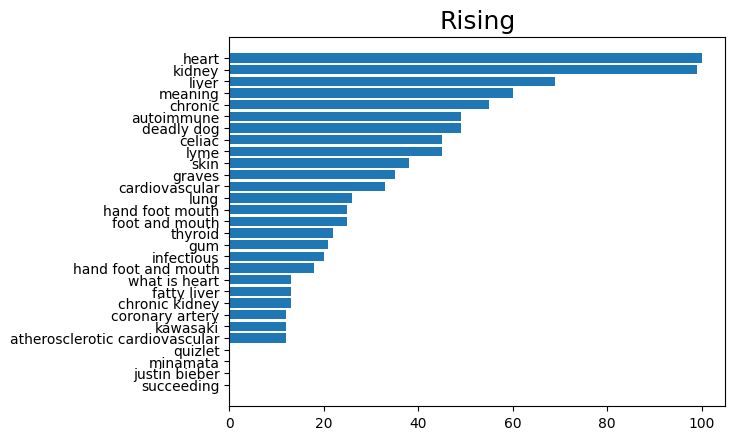 Rising
heart
kidney
liver
meaning
chronic
autoimmune
deadly dog
celiac
lyme
skin
graves
cardiovascular
lung
hand foot mouth
foot and mouth
thyroid
gum
infectious
hand foot and mouth
what is heart
fatty liver
chronic kidney
coronary artery
kawasaki
atherosclerotic cardiovascular
quizlet
minamata
justin bieber
succeeding
0 20 40 60 80 100